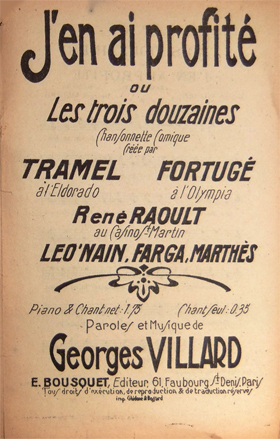 J'en ai profité
ou
Les trois douzaines
Chansonnette Comique
Créée par
TRAMEL FORTUGÉ
à l'Eldorado à l'Olympia
René RAOULT
au Casino St Martin
LEO'NAIN, FARGA, MARTHÈS
Piano & Chant net: 1,75 Chant seul: 0.35
Paroles et Musique de
Georges VILLARD
E. BOUSQUET, Editeur, 61, Faubourg St Denis, Paris
Tous droits d'exécution, de reproduction & de traduction réservés